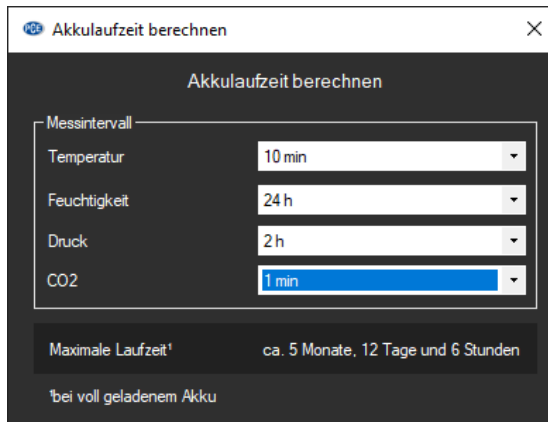 PCE Akkulaufzeit berechnen
Akkulaufzeit berechnen
Messintervall
Temperatur 10 min
Feuchtigkeit 24 h
Druck 2 h
CO2 1 min
Maximale Laufzeit¹ ca. 5 Monate, 12 Tage und 6 Stunden
¹bei voll geladenem Akku